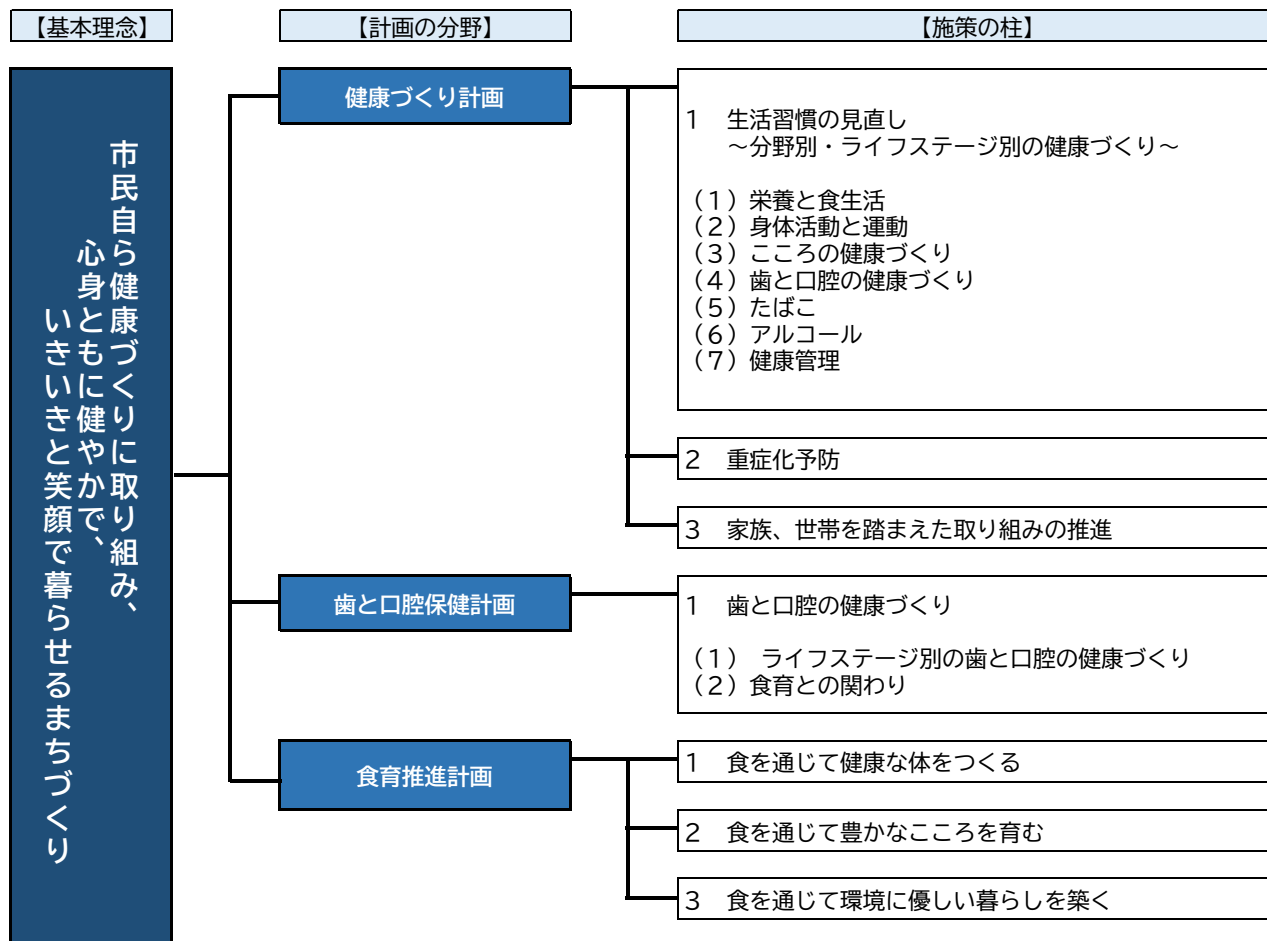 【基本理念】
【計画の分野】
【施策の柱】
市民自ら健康づくりに取り組み、
心身ともに健やかで、
いきいきと笑顔で暮らせるまちづくり
健康づくり計画
1 生活習慣の見直し
～分野別・ライフステージ別の健康づくり～
（1）栄養と食生活
（2）身体活動と運動
（3）こころの健康づくり
（4）歯と口腔の健康づくり
（5）たばこ
（6）アルコール
（7）健康管理
2 重症化予防
3 家族、世帯を踏まえた取り組みの推進
歯と口腔保健計画
1 歯と口腔の健康づくり
（1） ライフステージ別の歯と口腔の健康づくり
（2）食育との関わり
食育推進計画
1 食を通じて健康な体をつくる
2 食を通じて豊かなこころを育む
3 食を通じて環境に優しい暮らしを築く